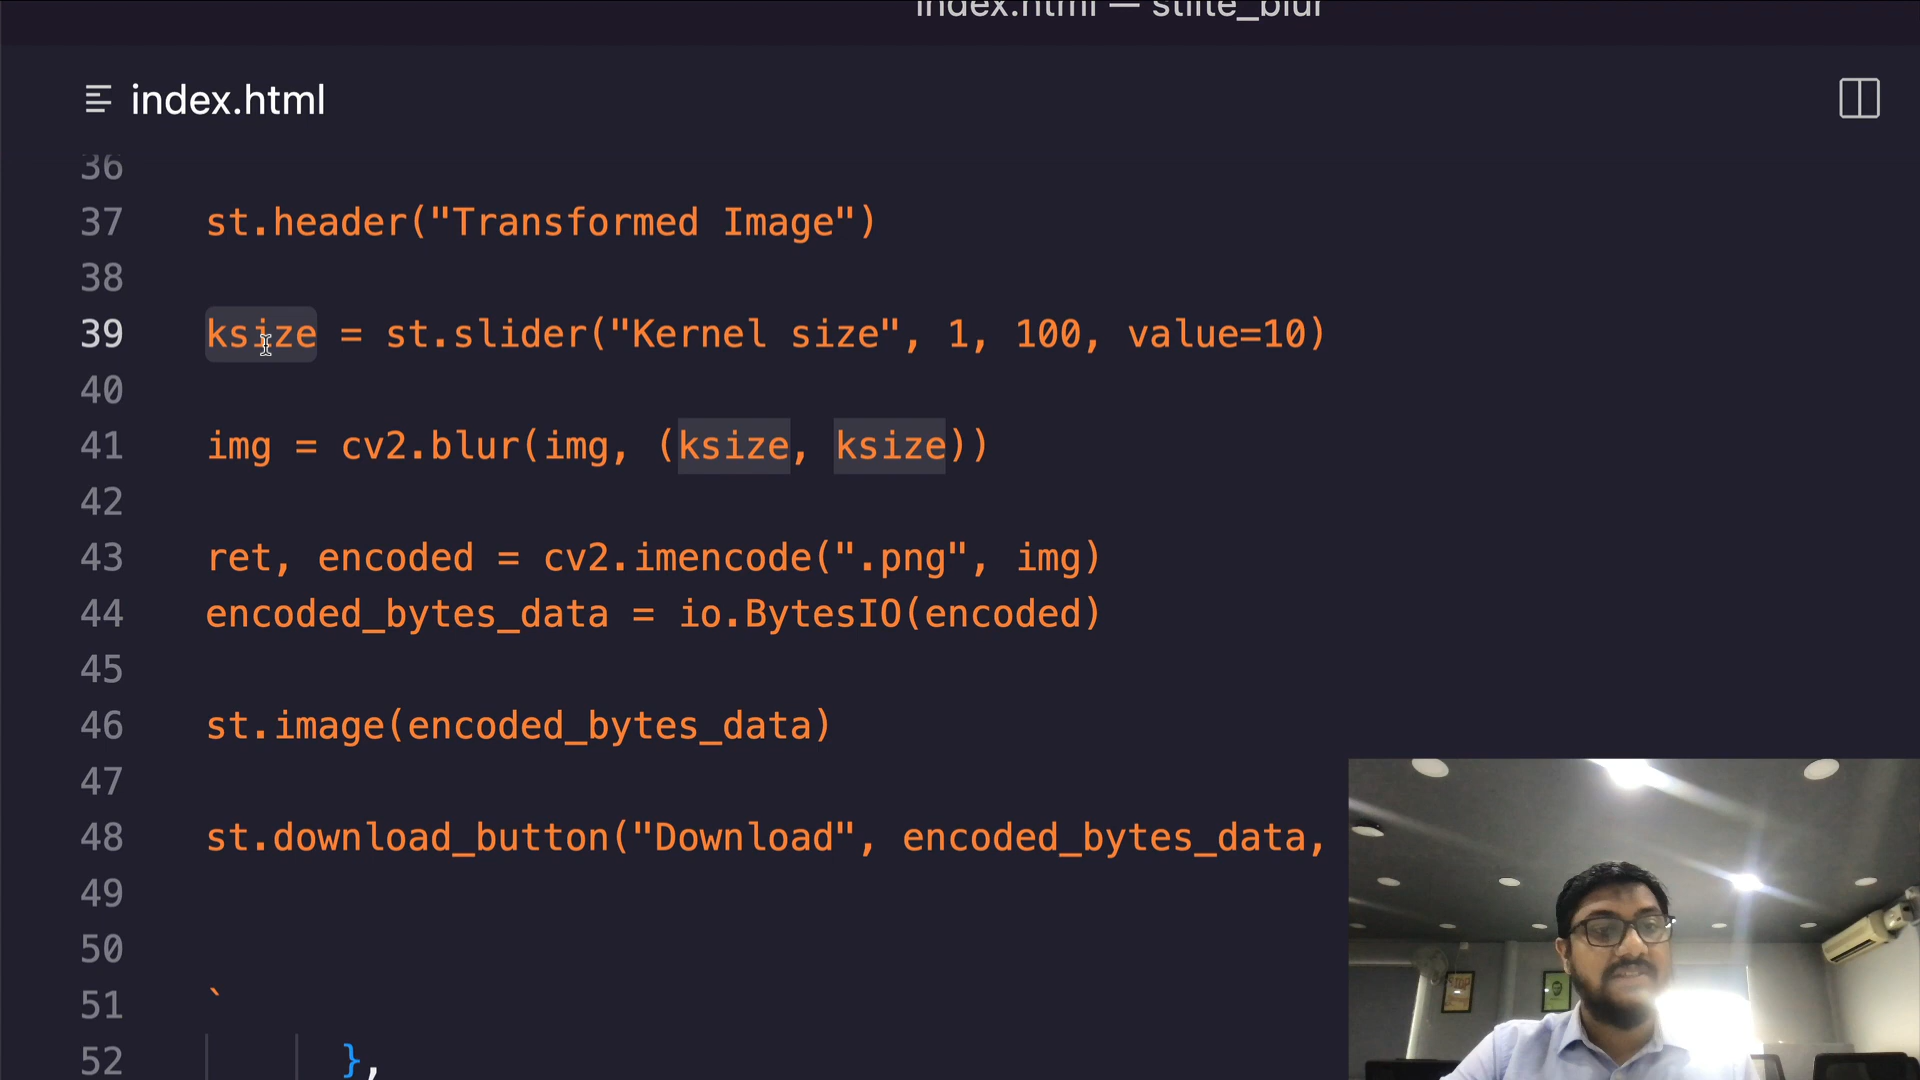 index.html — stlite_blur
index.html
36
37 st.header("Transformed Image")
38
39 ksize = st.slider("Kernel size", 1, 100, value=10)
40
41 img = cv2.blur(img, (ksize, ksize))
42
43 ret, encoded = cv2.imencode(".png", img)
44 encoded_bytes_data = io.BytesIO(encoded)
45
46 st.image(encoded_bytes_data)
47
48 st.download_button("Download", encoded_bytes_data,
49
50
51 `
52 },